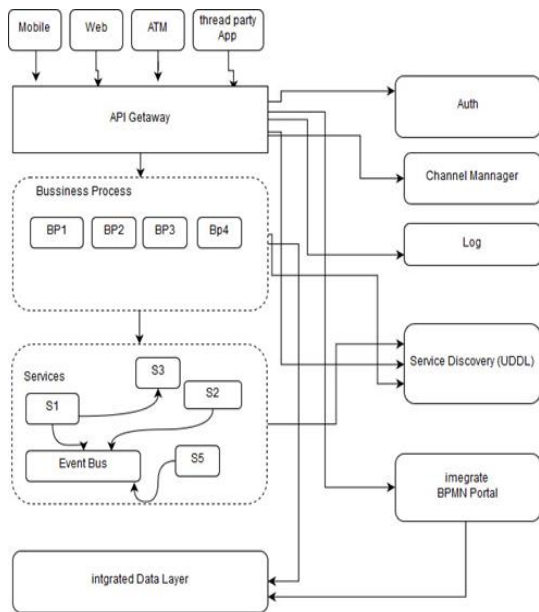 Mobile
Web
ATM
thread party
App
API Getaway
Auth
Channel Mannager
Log
Bussiness Process
BP1
BP2
BP3
Bp4
Service Discovery (UDDL)
Services
S3
S1
S2
Event Bus
S5
imegrate
BPMN Portal
intgrated Data Layer